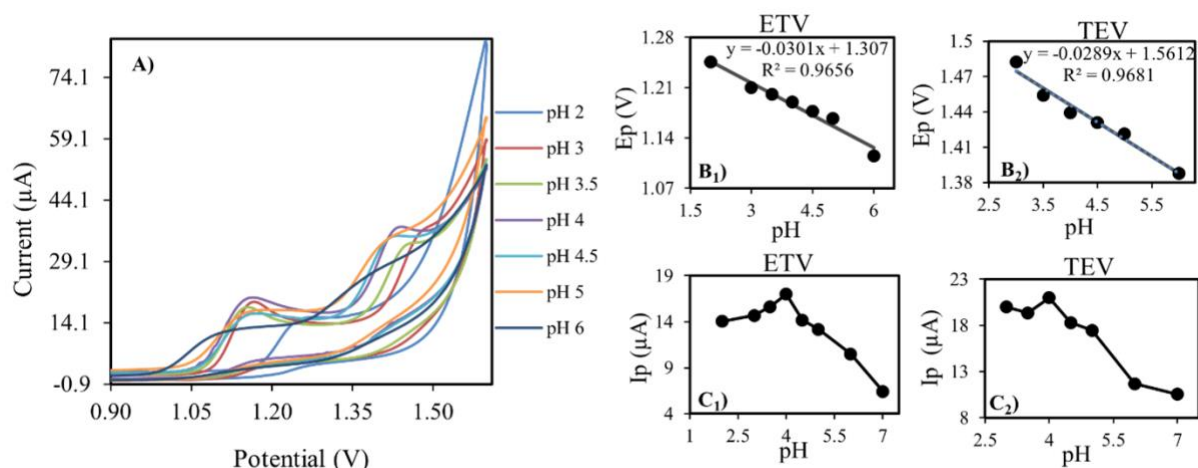 A)
74.1
59.1
44.1
29.1
14.1
-0.9
Current (µA)
0.90 1.05 1.20 1.35 1.50
Potential (V)
pH 2
pH 3
pH 3.5
pH 4
pH 4.5
pH 5
pH 6
ETV
y = -0.0301x + 1.307
R² = 0.9656
1.28
1.21
1.14
1.07
Ep (V)
B₁)
1.5 3 4.5 6
pH
TEV
y = -0.0289x + 1.5612
R² = 0.9681
1.5
1.47
1.44
1.41
1.38
Ep (V)
B₂)
2.5 3.5 4.5 5.5
pH
ETV
19
14
9
4
Ip (µA)
C₁)
1 2.5 4 5.5 7
pH
TEV
23
18
13
8
Ip (µA)
C₂)
2.5 4 5.5 7
pH